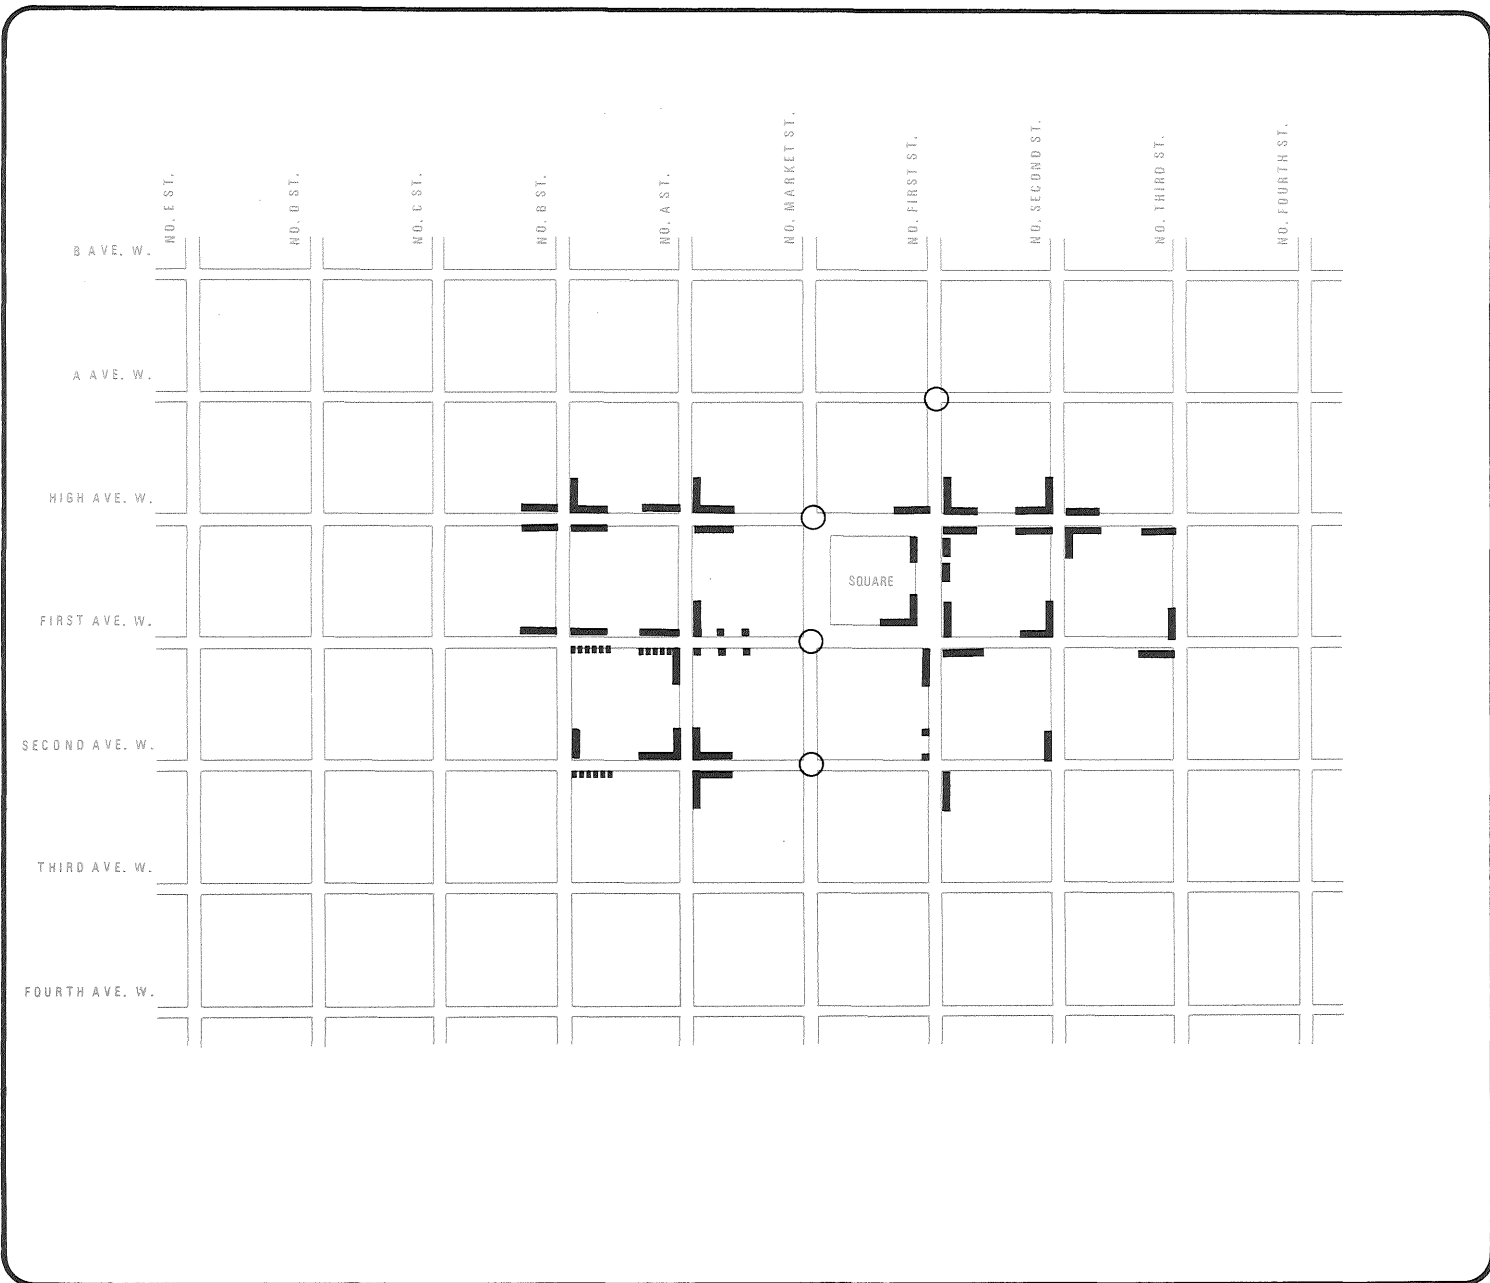 NO. E ST.
NO. D ST.
NO. C ST.
NO. B ST.
NO. A ST.
NO. MARKET ST.
NO. FIRST ST.
NO. SECOND ST.
NO. THIRD ST.
NO. FOURTH ST.
B AVE. W.
A AVE. W.
HIGH AVE. W.
FIRST AVE. W.
SECOND AVE. W.
THIRD AVE. W.
FOURTH AVE. W.
SQUARE